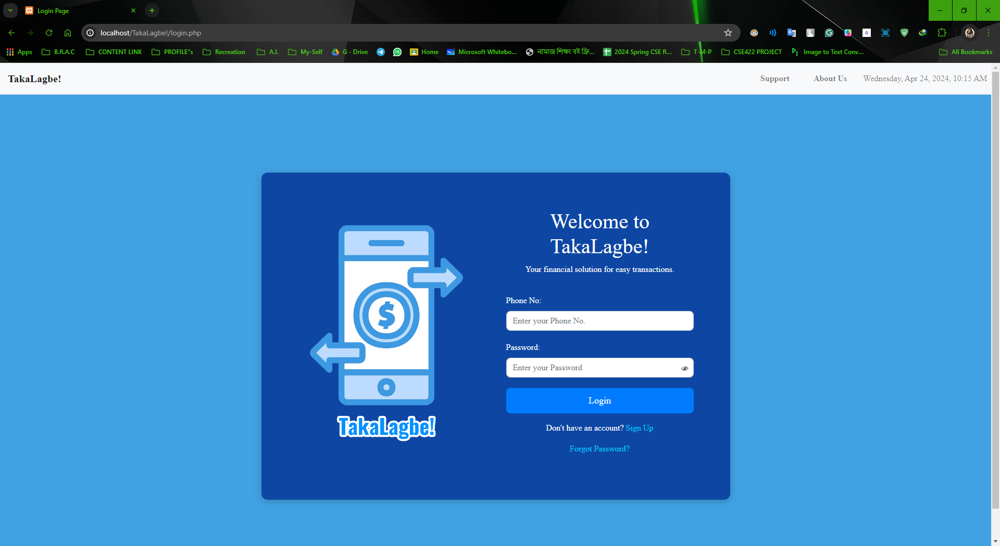 Login Page
localhost/TakaLagbe!/login.php
Apps B.R.A.C CONTENT LINK PROFILE"s Recreation A.I. My-Self G - Drive 15 Home Microsoft Whitebo... নামাজ শিক্ষা বই ফ্রি... 2024 Spring CSE R... T-M-P CSE422 PROJECT Image to Text Conv... All Bookmarks
TakaLagbe! Support About Us Wednesday, Apr 24, 2024, 10:15 AM
$
TakaLagbe!
Welcome to
TakaLagbe!
Your financial solution for easy transactions.
Phone No:
Enter your Phone No.
Password:
Enter your Password
Login
Don't have an account? Sign Up
Forgot Password?